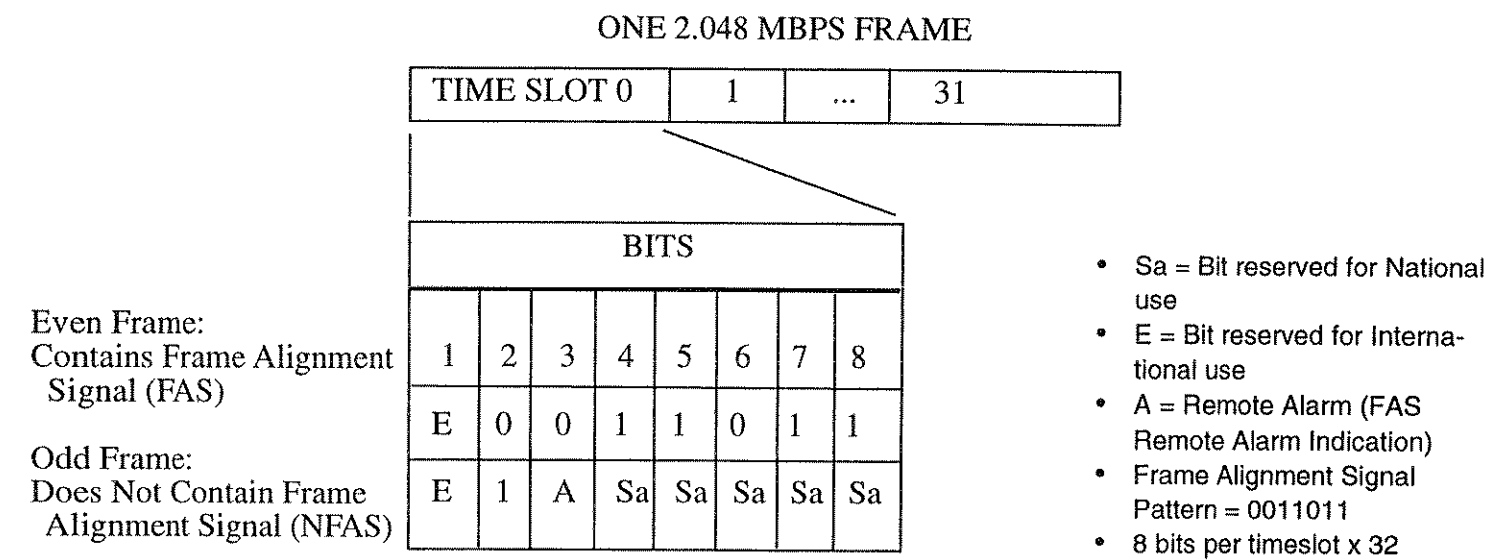 ONE 2.048 MBPS FRAME
TIME SLOT 0 1 ... 31
BITS
Even Frame:
Contains Frame Alignment
Signal (FAS)
1 2 3 4 5 6 7 8
E 0 0 1 1 0 1 1
Odd Frame:
Does Not Contain Frame
Alignment Signal (NFAS)
E 1 A Sa Sa Sa Sa Sa
• Sa = Bit reserved for National
use
• E = Bit reserved for Interna-
tional use
• A = Remote Alarm (FAS
Remote Alarm Indication)
• Frame Alignment Signal
Pattern = 0011011
• 8 bits per timeslot x 32